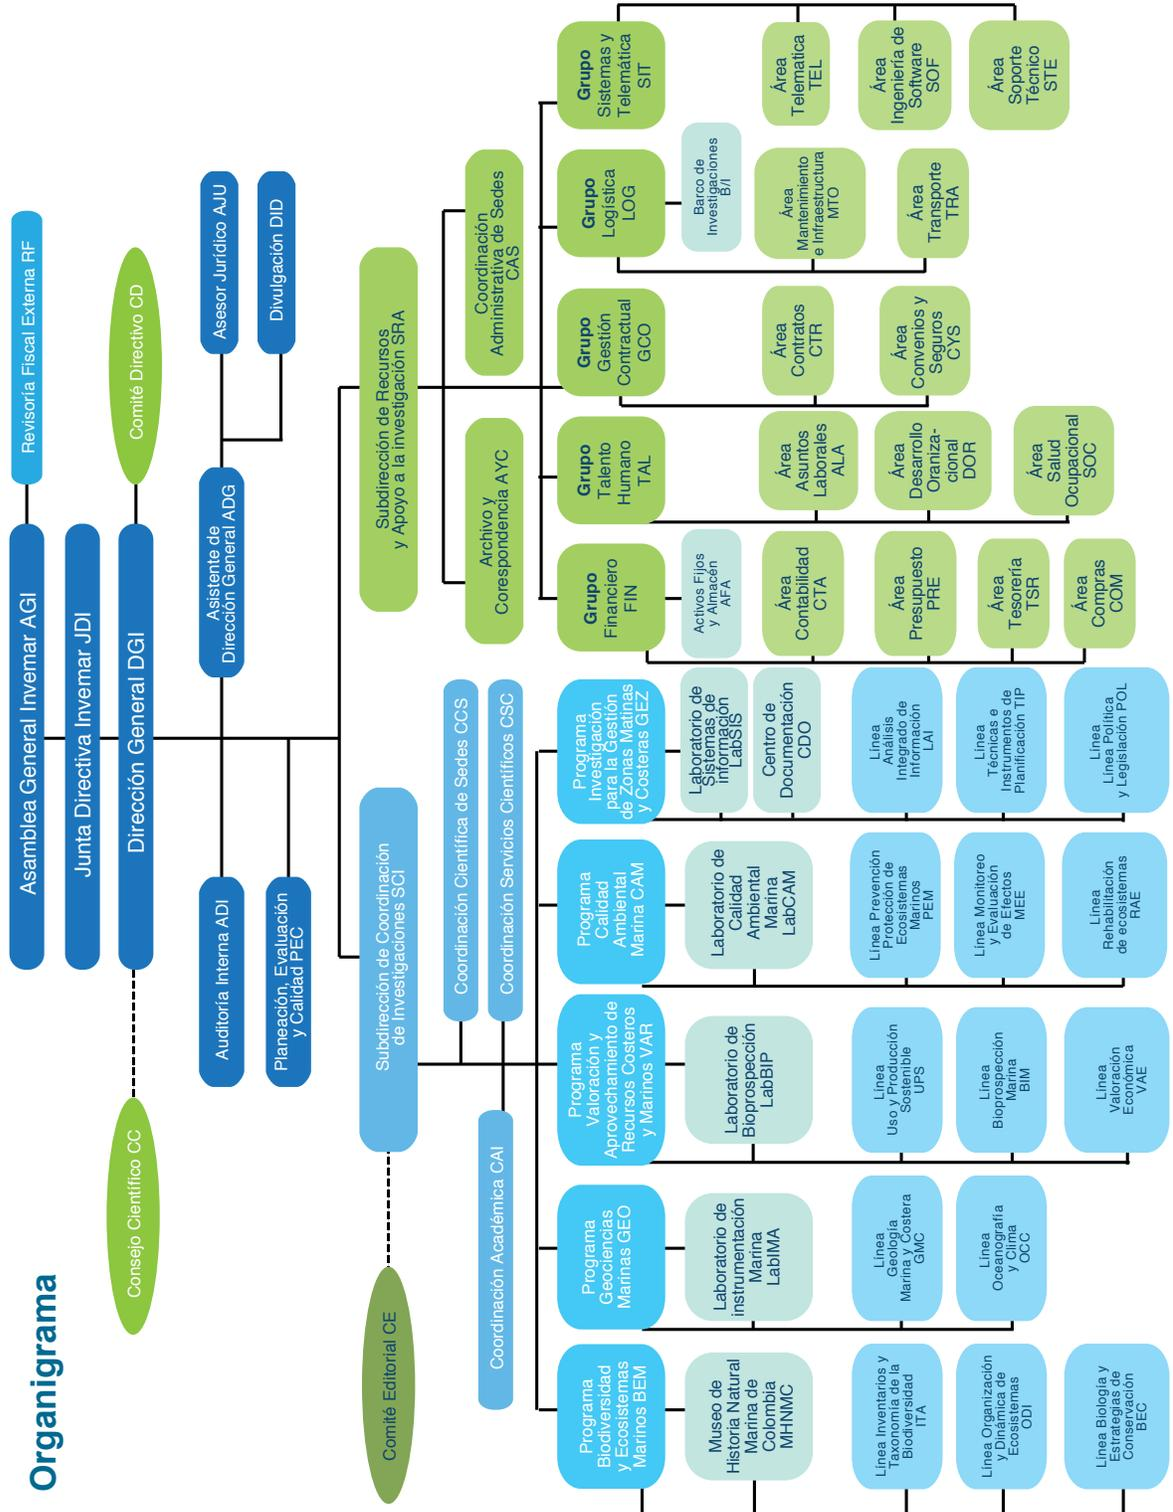 Organigrama
Asamblea General Invemar AGI
Revisoría Fiscal Externa RF
Junta Directiva Invemar JDI
Consejo Científico CC
Dirección General DGI
Comité Directivo CD
Auditoría Interna ADI
Asistente de
Dirección General ADG
Asesor Jurídico AJU
Planeación, Evaluación
y Calidad PEC
Divulgación DID
Comité Editorial CE
Subdirección de Coordinación
de Investigaciones SCI
Subdirección de Recursos
y Apoyo a la Investigación SRA
Coordinación Científica de Sedes CCS
Coordinación Académica CAI
Coordinación Servicios Científicos CSC
Archivo y
Corespondencia AYC
Coordinación
Administrativa de Sedes
CAS
Programa
Biodiversidad
y Ecosistemas
Marinos BEM
Museo de
Historia Natural
Marina de
Colombia
MHNMC
Línea Inventarios y
Taxonomía de la
Biodiversidad
ITA
Línea Organización
y Dinámica de
Ecosistemas
ODI
Línea Biología y
Estrategias de
Conservación
BEC
Programa
Geociencias
Marinas GEO
Laboratorio de
instrumentación
Marina
LabIMA
Línea
Geología
Marina y Costera
GMC
Línea
Oceanografía
y Clima
OCC
Programa
Valoración y
Aprovechamiento de
Recursos Costeros
y Marinos VAR
Laboratorio de
Bioprospección
LabBIP
Línea
Uso y Producción
Sostenible
UPS
Línea
Bioprospección
Marina
BIM
Línea
Valoración
Económica
VAE
Programa
Calidad
Ambiental
Marina CAM
Laboratorio de
Calidad
Ambiental
Marina
LabCAM
Línea Prevención
Protección de
Ecosistemas
Marinos
PEM
Línea Monitoreo
y Evaluación
de Efectos
MEE
Línea
Rehabilitación
de ecosistemas
RAE
Programa
Investigación
para la Gestión
de Zonas Matinas
y Costeras GEZ
Laboratorio de
Sistemas de
información
LabSIS
Centro de
Documentación
CDO
Línea
Análisis
Integrado de
Información
LAI
Línea
Técnicas e
Instrumentos de
Planificación TIP
Línea
Línea Política
y Legislación POL
Grupo
Financiero
FIN
Activos Fijos
y Almacén
AFA
Área
Contabilidad
CTA
Área
Presupuesto
PRE
Área
Tesorería
TSR
Área
Compras
COM
Grupo
Talento
Humano
TAL
Área
Asuntos
Laborales
ALA
Área
Desarrollo
Oraniza-
cional
DOR
Área
Salud
Ocupacional
SOC
Grupo
Gestión
Contractual
GCO
Área
Contratos
CTR
Área
Convenios y
Seguros
CYS
Grupo
Logística
LOG
Barco de
Investigaciones
B/I
Área
Mantenimiento
e Infraestructura
MTO
Área
Transporte
TRA
Grupo
Sistemas y
Telemática
SIT
Área
Telematica
TEL
Área
Ingeniería de
Software
SOF
Área
Soporte
Técnico
STE